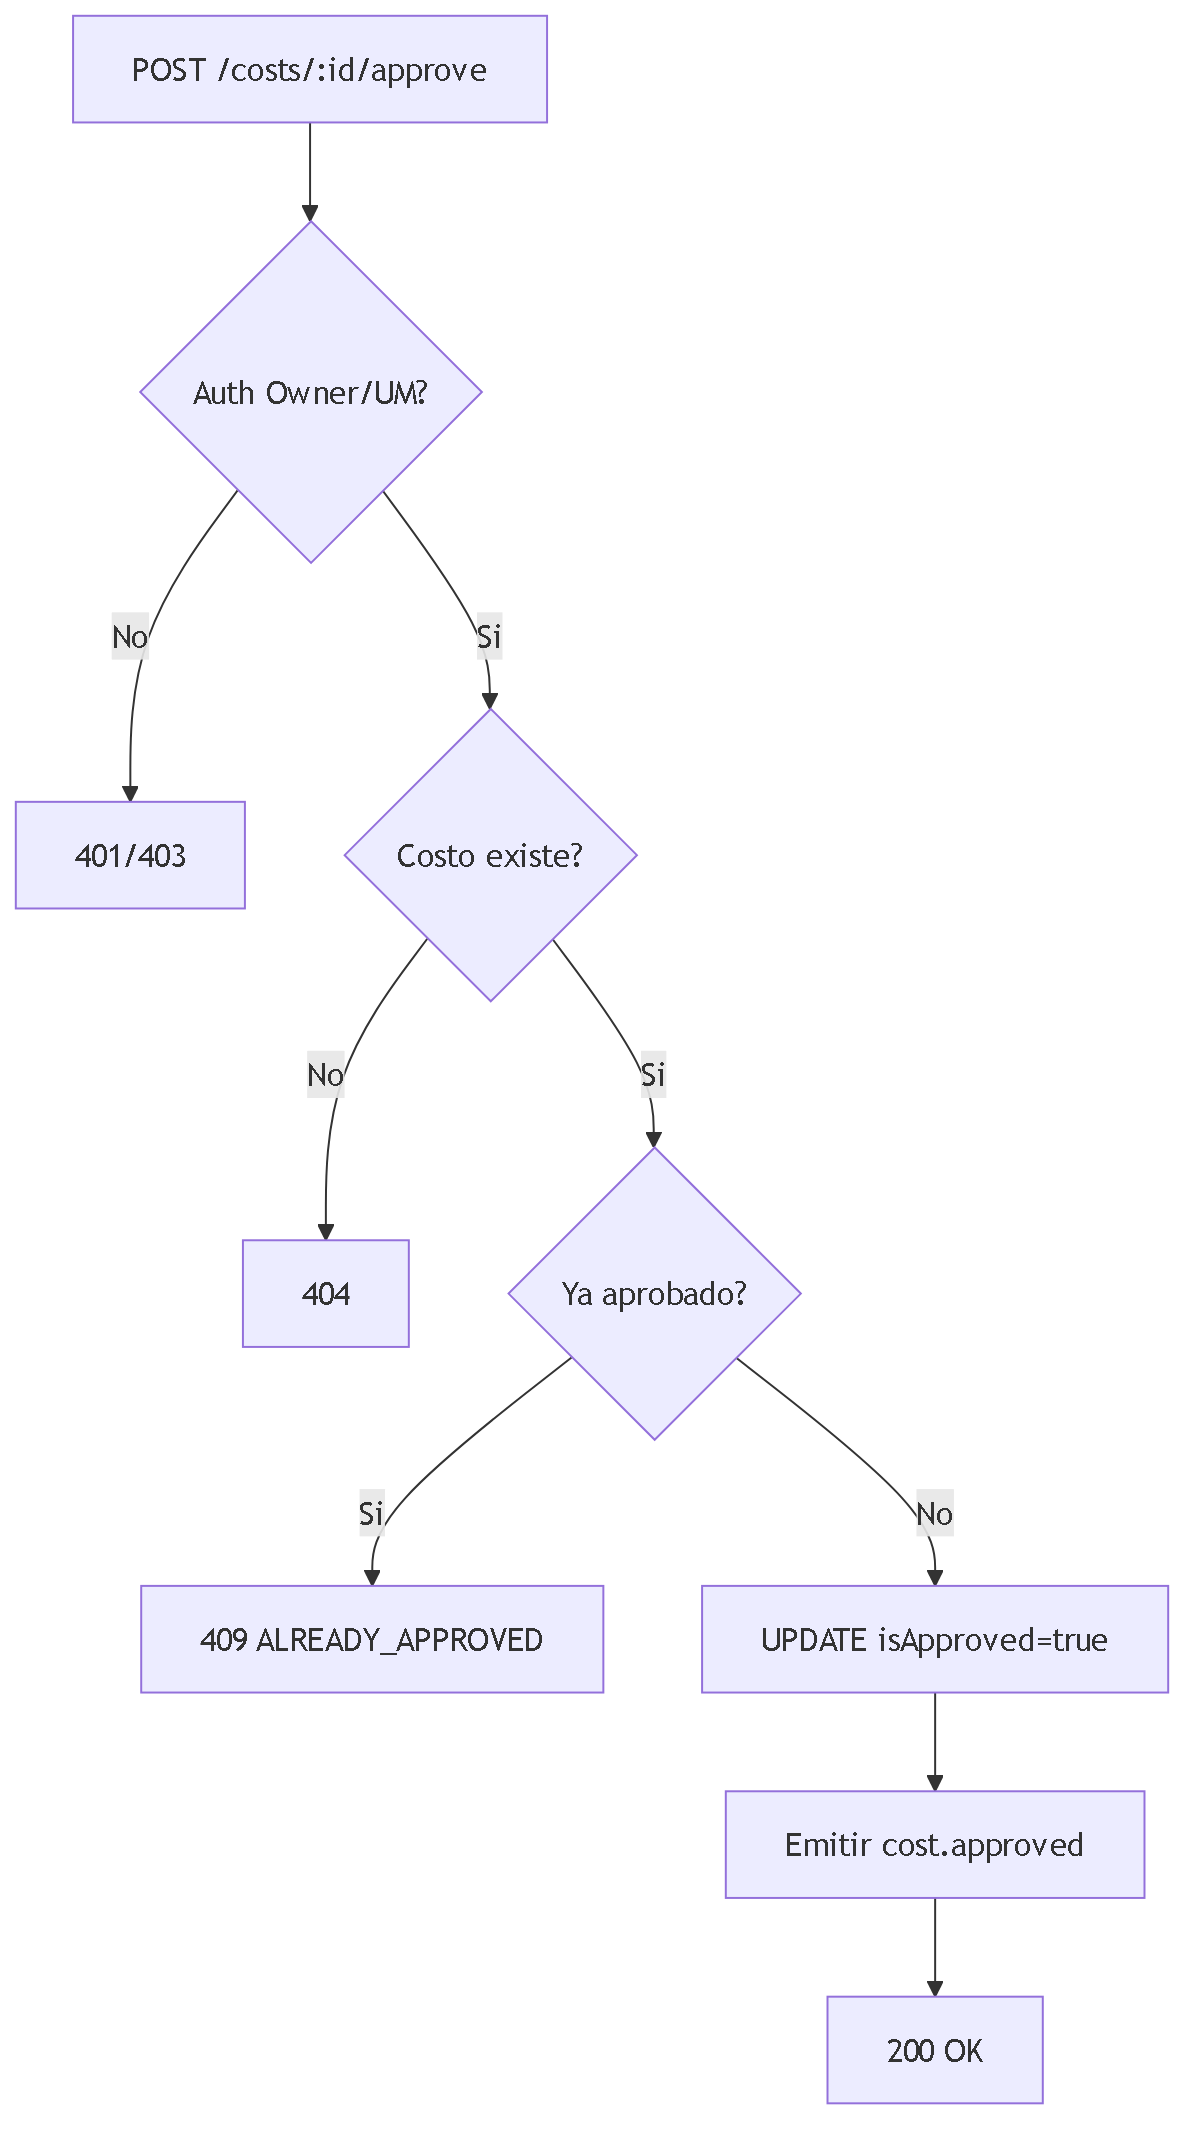 POST /costs/:id/approve
Auth Owner/UM?
No
Si
401/403
Costo existe?
No
Si
404
Ya aprobado?
Si
No
409 ALREADY_APPROVED
UPDATE isApproved=true
Emitir cost.approved
200 OK